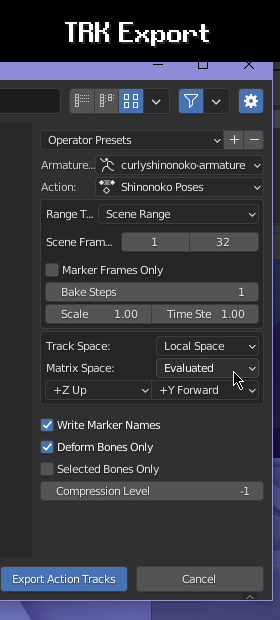 TRK Export
Operator Presets
Armature... curlyshinonoko-armature
Action: Shinonoko Poses
Range T... Scene Range
Scene Fram... 1 32
Marker Frames Only
Bake Steps 1
Scale 1.00 Time Ste 1.00
Track Space: Local Space
Matrix Space: Evaluated
+Z Up +Y Forward
Write Marker Names
Deform Bones Only
Selected Bones Only
Compression Level -1
Export Action Tracks Cancel